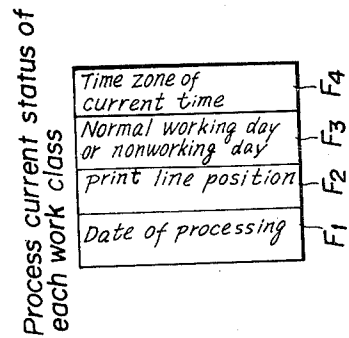 Process current status of
each work class
Time zone of
current time
F4
Normal working day
or nonworking day
F3
print line position
F2
Date of processing
F1